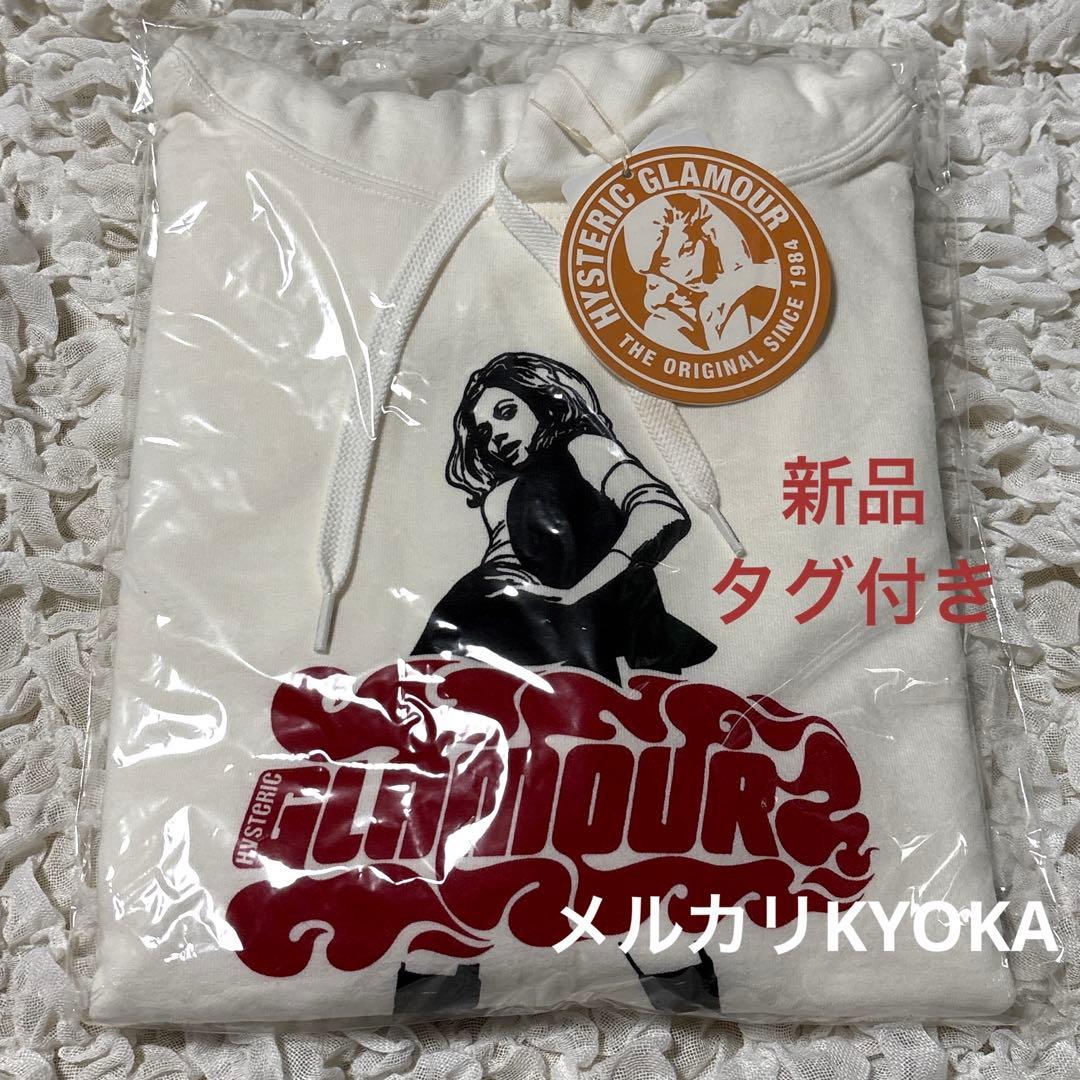 HYSTERIC GLAMOUR
THE ORIGINAL SINCE 1984
新品
タグ付き
HYSTERIC
GLAMOUR
メルカリKYOKA